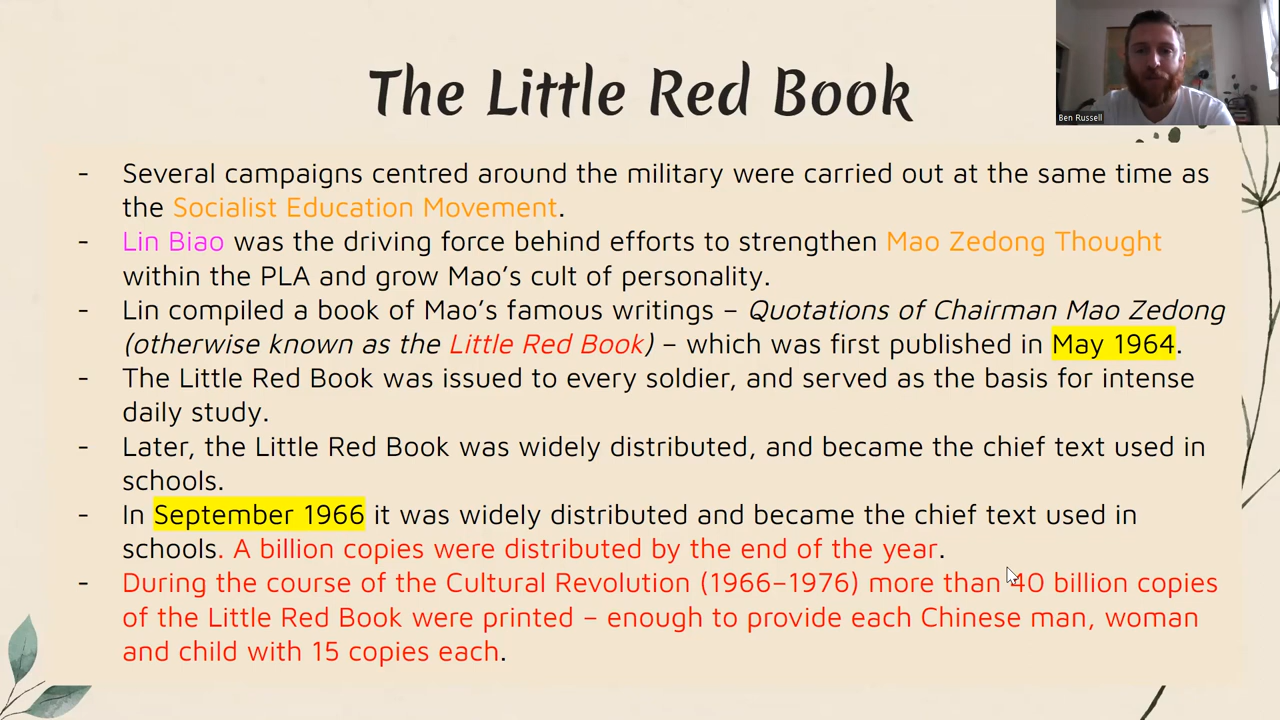 The Little Red Book
Ben Russell
- Several campaigns centred around the military were carried out at the same time as
the Socialist Education Movement.
- Lin Biao was the driving force behind efforts to strengthen Mao Zedong Thought
within the PLA and grow Mao's cult of personality.
- Lin compiled a book of Mao's famous writings – Quotations of Chairman Mao Zedong
(otherwise known as the Little Red Book) – which was first published in May 1964.
- The Little Red Book was issued to every soldier, and served as the basis for intense
daily study.
- Later, the Little Red Book was widely distributed, and became the chief text used in
schools.
- In September 1966 it was widely distributed and became the chief text used in
schools. A billion copies were distributed by the end of the year.
- During the course of the Cultural Revolution (1966–1976) more than 40 billion copies
of the Little Red Book were printed – enough to provide each Chinese man, woman
and child with 15 copies each.